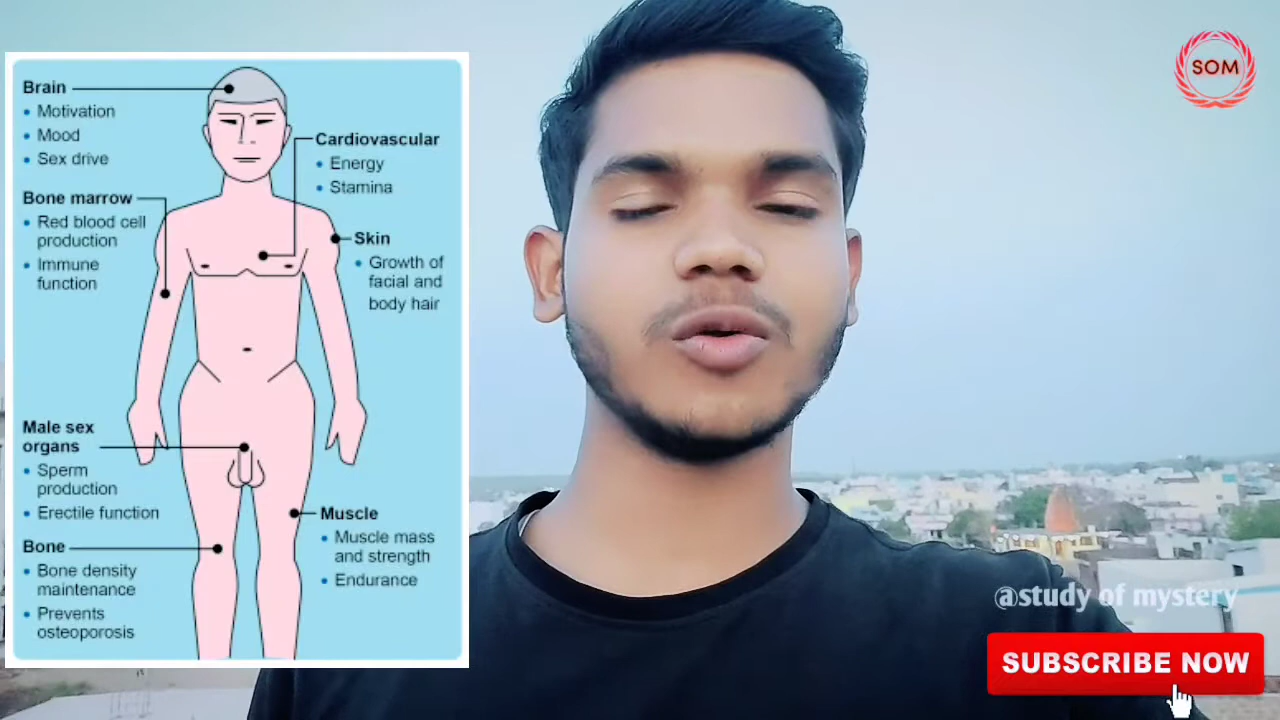 Brain
Motivation
Mood
Sex drive
Bone marrow
Red blood cell
production
Immune
function
Male sex
organs
Sperm
production
Erectile function
Bone
Bone density
maintenance
Prevents
osteoporosis
Cardiovascular
Energy
Stamina
Skin
Growth of
facial and
body hair
Muscle
Muscle mass
and strength
Endurance
SOM
@study of mystery
SUBSCRIBE NOW